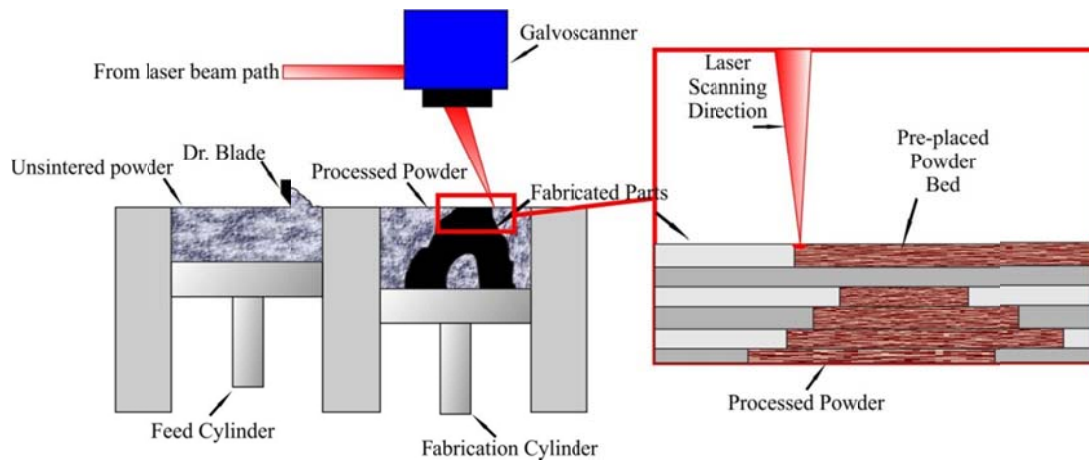 Galvoscanner
From laser beam path
Dr. Blade
Unsintered powder
Processed Powder
Fabricated Parts
Feed Cylinder
Fabrication Cylinder
Laser
Scanning
Direction
Pre-placed
Powder
Bed
Processed Powder